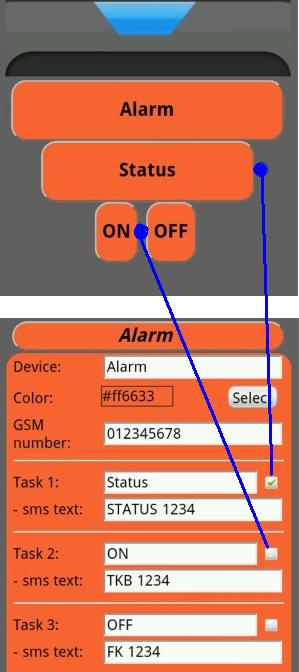 Alarm
Status
ON OFF
Alarm
Device: Alarm
Color: #ff6633 Select
GSM
number: 012345678
Task 1: Status
- sms text: STATUS 1234
Task 2: ON
- sms text: TKB 1234
Task 3: OFF
- sms text: FK 1234